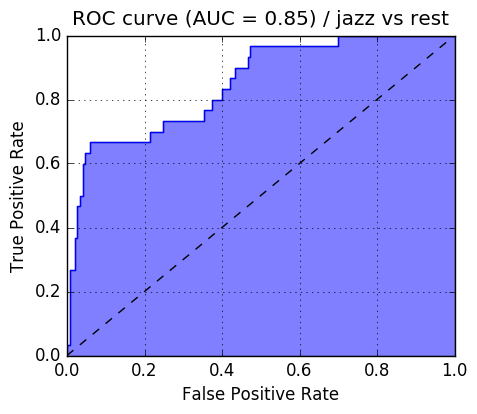 ROC curve (AUC = 0.85) / jazz vs rest
True Positive Rate
1.0
0.8
0.6
0.4
0.2
0.0
0.0 0.2 0.4 0.6 0.8 1.0
False Positive Rate